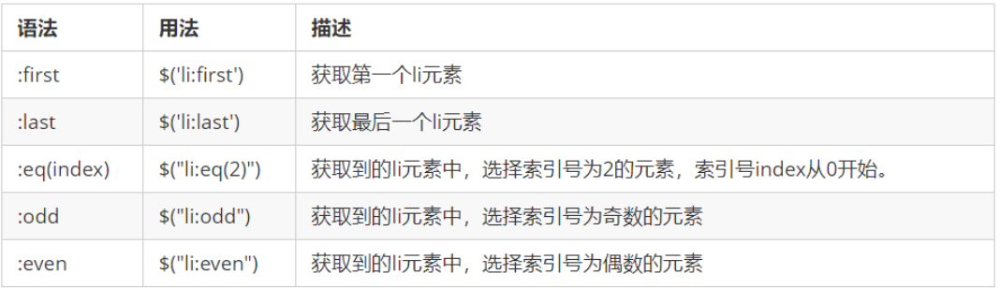 语法 用法 描述
:first $('li:first') 获取第一个li元素
:last $('li:last') 获取最后一个li元素
:eq(index) $("li:eq(2)") 获取到的li元素中，选择索引号为2的元素，索引号index从0开始。
:odd $("li:odd") 获取到的li元素中，选择索引号为奇数的元素
:even $("li:even") 获取到的li元素中，选择索引号为偶数的元素